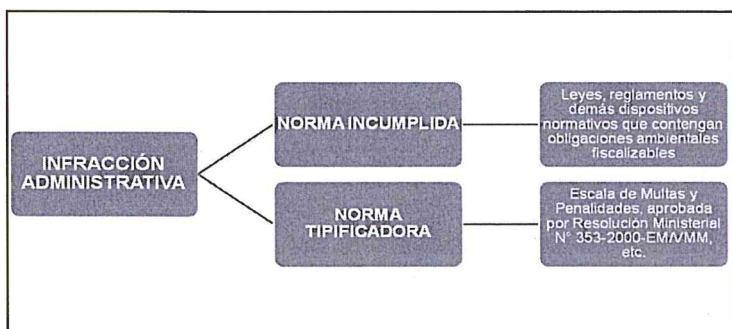 INFRACCIÓN
ADMINISTRATIVA
NORMA INCUMPLIDA
Leyes, reglamentos y
demás dispositivos
normativos que contengan
obligaciones ambientales
fiscalizables
NORMA
TIPIFICADORA
Escala de Multas y
Penalidades, aprobada
por Resolución Ministerial
N° 353-2000-EM/VMM,
etc.